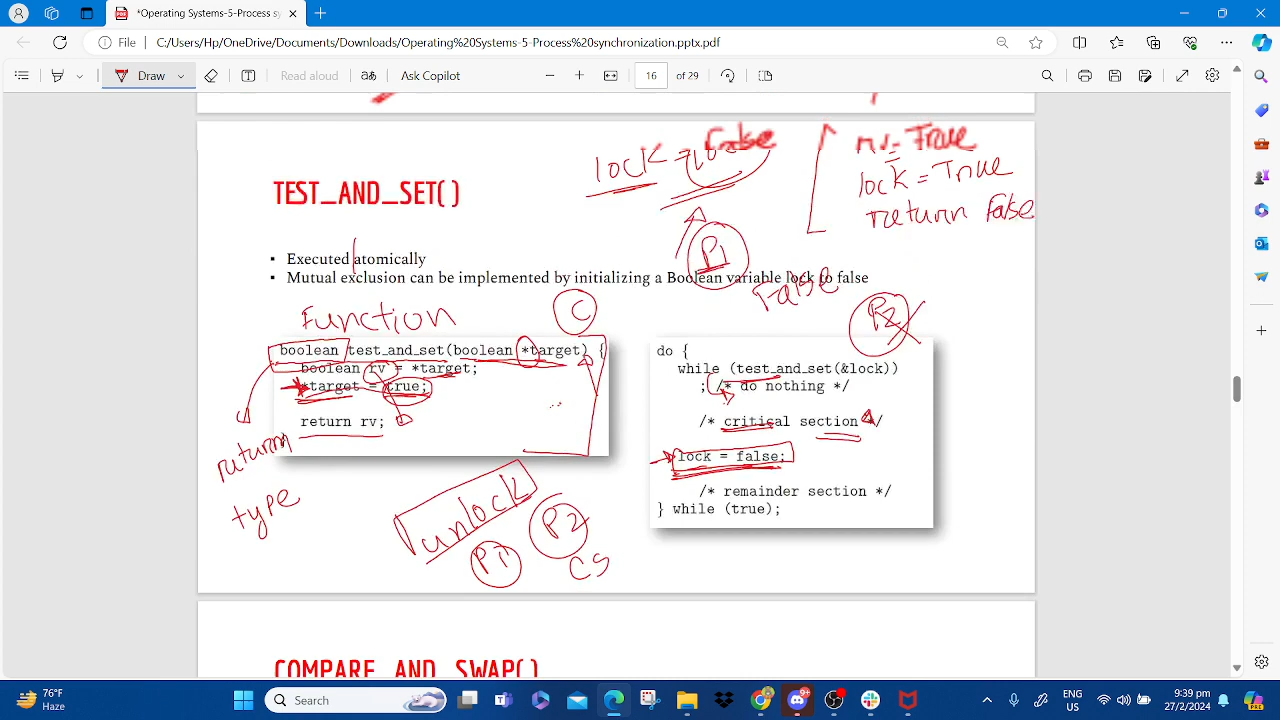 *Operating Systems-5-Process sy
File
C:/Users/Hp/OneDrive/Documents/Downloads/Operating%20Systems-5-Process%20synchronization.pptx.pdf
Draw
Read aloud
Ask Copilot
16 of 29
lock = False
rv = True
lock = True
return False
TEST_AND_SET()
P1
Executed atomically
Mutual exclusion can be implemented by initializing a Boolean variable lock to false
False
Function
C
P2
boolean test_and_set(boolean *target) {
boolean rv = *target;
*target = true;
return rv;
do {
while (test_and_set(&lock))
; /* do nothing */
/* critical section */
lock = false;
/* remainder section */
} while (true);
return
type
unlock
P1
P2
CS
COMPARE_AND_SWAP()
76°F
Haze
Search
ENG
US
9:39 pm
27/2/2024